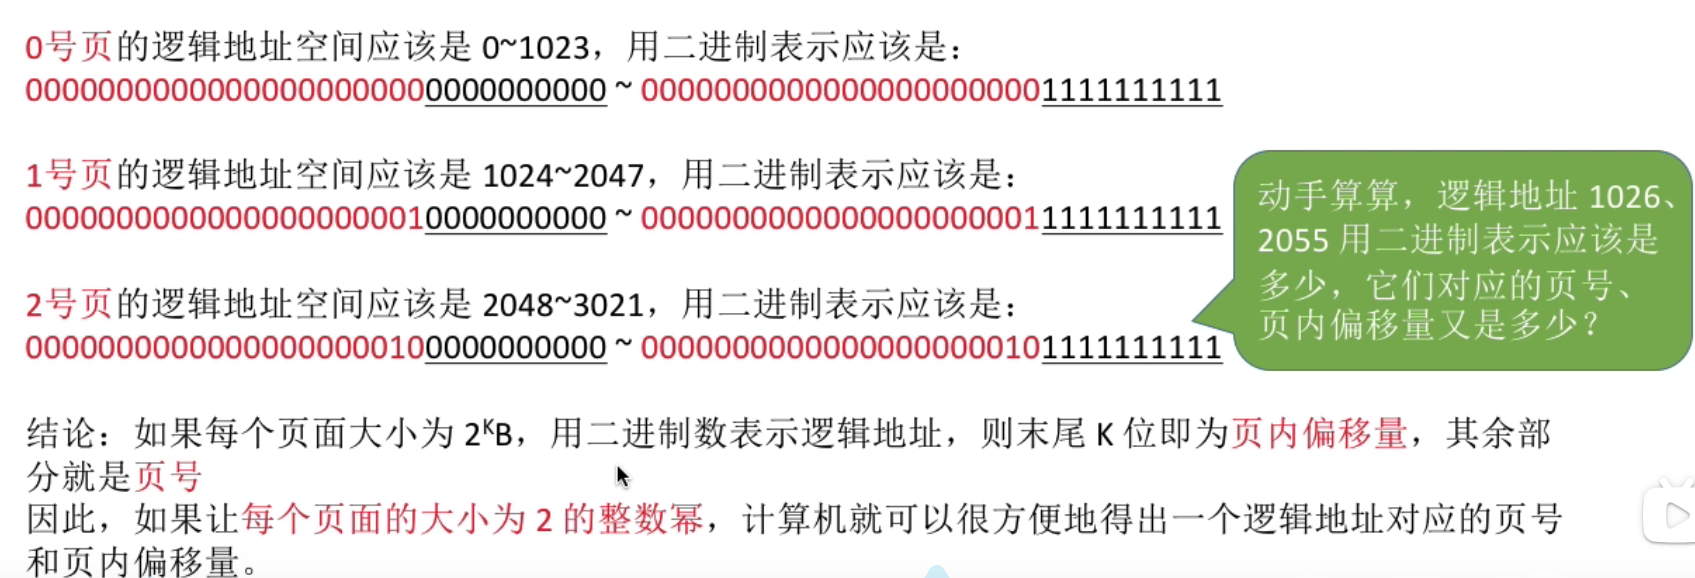 0号页的逻辑地址空间应该是 0~1023，用二进制表示应该是：
00000000000000000000000000000000 ~ 00000000000000000000001111111111
1号页的逻辑地址空间应该是 1024~2047，用二进制表示应该是：
00000000000000000000010000000000 ~ 00000000000000000000011111111111
2号页的逻辑地址空间应该是 2048~3021，用二进制表示应该是：
00000000000000000000100000000000 ~ 00000000000000000000101111111111
动手算算，逻辑地址 1026、
2055 用二进制表示应该是
多少，它们对应的页号、
页内偏移量又是多少？
结论：如果每个页面大小为 2ᴷB，用二进制数表示逻辑地址，则末尾 K 位即为页内偏移量，其余部
分就是页号
因此，如果让每个页面的大小为 2 的整数幂，计算机就可以很方便地得出一个逻辑地址对应的页号
和页内偏移量。